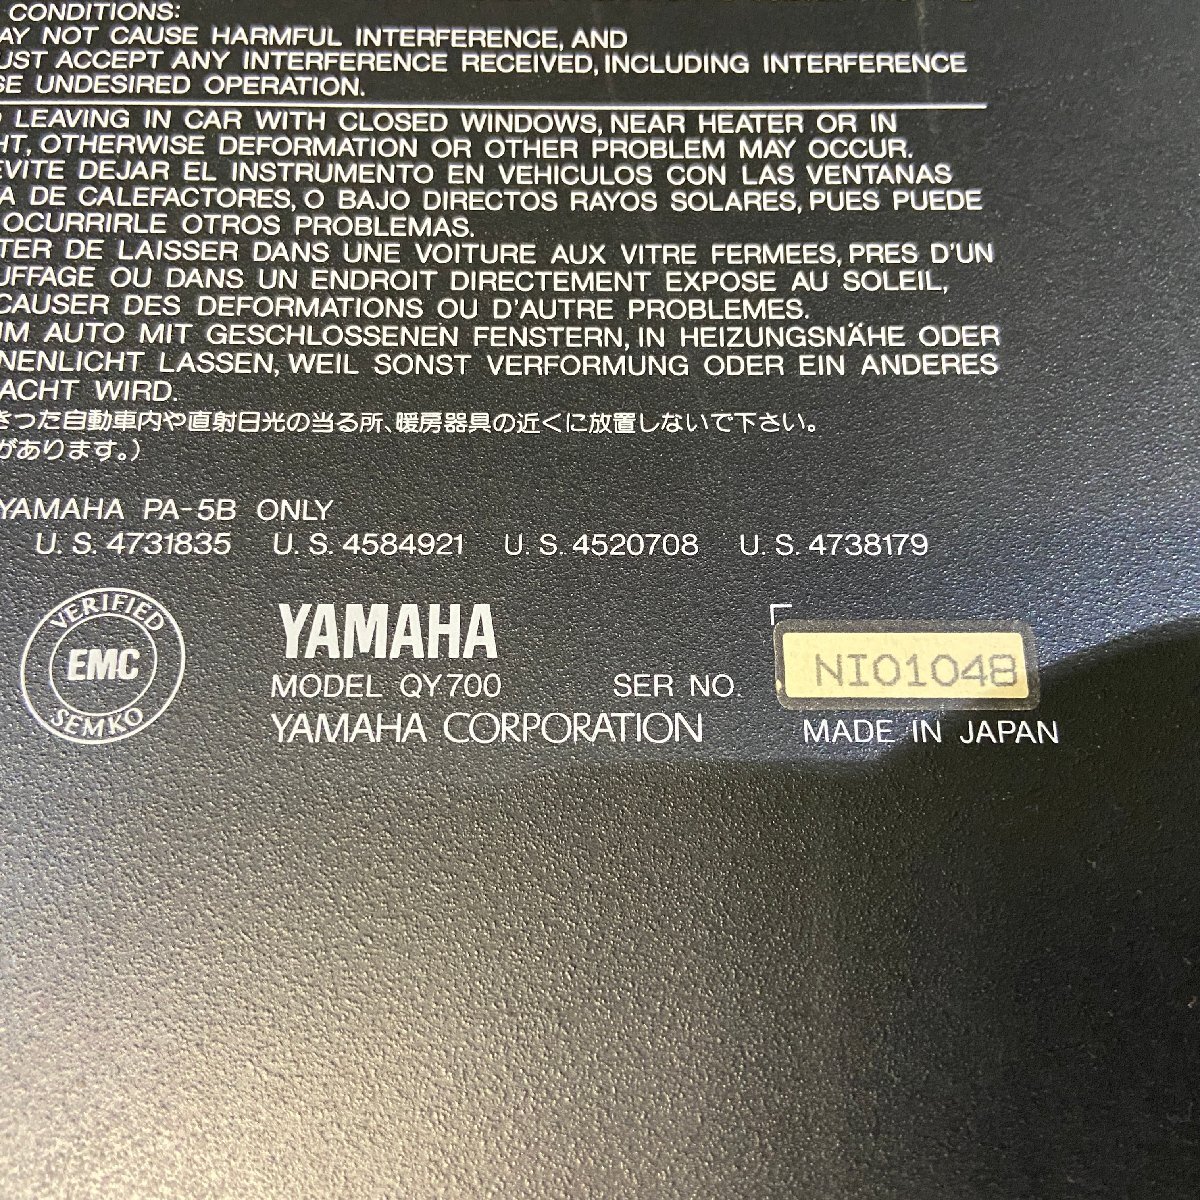 CONDITIONS:
AY NOT CAUSE HARMFUL INTERFERENCE, AND
UST ACCEPT ANY INTERFERENCE RECEIVED, INCLUDING INTERFERENCE
SE UNDESIRED OPERATION.
LEAVING IN CAR WITH CLOSED WINDOWS, NEAR HEATER OR IN
HT, OTHERWISE DEFORMATION OR OTHER PROBLEM MAY OCCUR.
EVITE DEJAR EL INSTRUMENTO EN VEHICULOS CON LAS VENTANAS
A DE CALEFACTORES, O BAJO DIRECTOS RAYOS SOLARES, PUES PUEDE
OCURRIRLE OTROS PROBLEMAS.
TER DE LAISSER DANS UNE VOITURE AUX VITRE FERMEES, PRES D'UN
UFFAGE OU DANS UN ENDROIT DIRECTEMENT EXPOSE AU SOLEIL,
CAUSER DES DEFORMATIONS OU D'AUTRE PROBLEMES.
IM AUTO MIT GESCHLOSSENEN FENSTERN, IN HEIZUNGSNÄHE ODER
NENLICHT LASSEN, WEIL SONST VERFORMUNG ODER EIN ANDERES
ACHT WIRD.
きった自動車内や直射日光の当る所、暖房器具の近くに放置しないで下さい。
があります。)
YAMAHA PA-5B ONLY
U. S. 4731835 U. S. 4584921 U. S. 4520708 U. S. 4738179
VERIFIED
EMC
SEMKO
YAMAHA
MODEL QY700 SER NO. NI01048
YAMAHA CORPORATION MADE IN JAPAN